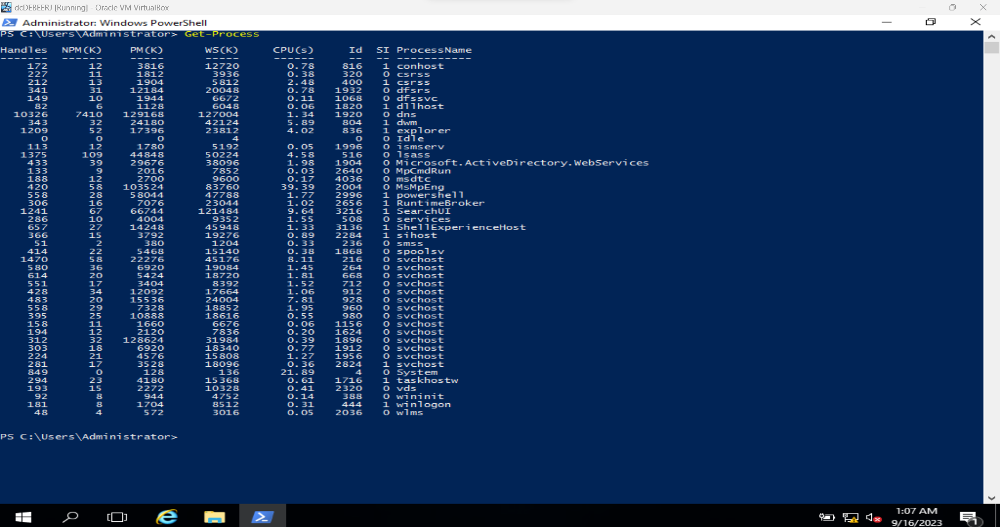 dcDEBEERJ [Running] - Oracle VM VirtualBox
Administrator: Windows PowerShell
PS C:\Users\Administrator> Get-Process
Handles NPM(K) PM(K) WS(K) CPU(s) Id SI ProcessName
------- ------ ----- ----- ------ -- -- -----------
172 12 3816 12720 0.78 816 1 conhost
227 11 1812 3936 0.38 320 0 csrss
212 13 1904 5812 2.48 400 1 csrss
341 31 12184 20048 0.78 1932 0 dfsrs
149 10 1944 6672 0.11 1068 0 dfssvc
82 6 1128 6048 0.06 1820 1 dllhost
10326 7410 129168 127004 1.34 1920 0 dns
343 32 24180 42124 5.89 804 1 dwm
1209 52 17396 23812 4.02 836 1 explorer
0 0 0 4 0 0 Idle
113 12 1780 5192 0.05 1996 0 ismserv
1375 109 44848 50224 4.58 516 0 lsass
433 39 29676 38096 1.98 1904 0 Microsoft.ActiveDirectory.WebServices
133 9 2016 7852 0.03 2640 0 MpCmdRun
188 12 2700 9600 0.17 4036 0 msdtc
420 58 103524 83760 39.39 2004 0 MsMpEng
558 28 58044 47788 1.77 2996 1 powershell
306 16 7076 23044 1.02 2656 1 RuntimeBroker
1241 67 66744 121484 9.64 3216 1 SearchUI
286 10 4004 9352 1.55 508 0 services
657 27 14248 45948 1.33 3136 1 ShellExperienceHost
366 15 3792 19276 0.89 2284 1 sihost
51 2 380 1204 0.33 236 0 smss
414 22 5468 15140 0.38 1868 0 spoolsv
1470 58 22276 45176 8.11 216 0 svchost
580 36 6920 19084 1.45 264 0 svchost
614 20 5424 18720 1.81 668 0 svchost
551 17 3404 8392 1.52 712 0 svchost
428 34 12092 17664 1.06 912 0 svchost
483 20 15536 24004 7.81 928 0 svchost
558 29 7328 18852 1.95 960 0 svchost
395 25 10888 18616 0.55 980 0 svchost
158 11 1660 6676 0.06 1156 0 svchost
194 12 2120 7836 0.20 1624 0 svchost
312 32 128624 31984 0.39 1896 0 svchost
303 18 6920 18340 0.77 1912 0 svchost
224 21 4576 15808 1.27 1956 0 svchost
281 17 3528 18096 0.36 2824 1 svchost
849 0 128 136 21.89 4 0 System
294 23 4180 15368 0.61 1716 1 taskhostw
193 15 2272 10328 0.41 2320 0 vds
92 8 944 4752 0.14 388 0 wininit
181 8 1704 8512 0.31 444 1 winlogon
48 4 572 3016 0.05 2036 0 wlms
PS C:\Users\Administrator>
1:07 AM
9/16/2023
1